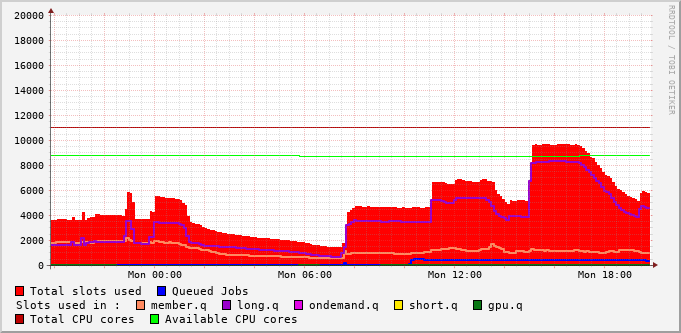 20000
18000
16000
14000
12000
10000
8000
6000
4000
2000
0
Mon 00:00 Mon 06:00 Mon 12:00 Mon 18:00
RRDTOOL / TOBI OETIKER
Total slots used Queued Jobs
Slots used in : member.q long.q ondemand.q short.q gpu.q
Total CPU cores Available CPU cores